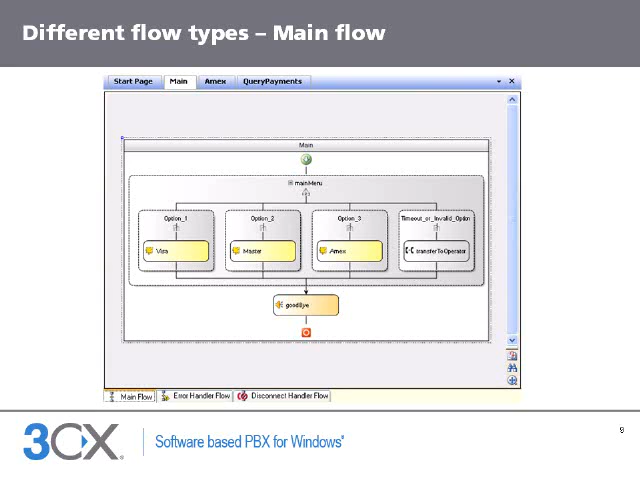 Different flow types – Main flow
Start Page Main Amex QueryPayments
Main
mainMenu
Option_1 Option_2 Option_3 Timeout_or_Invalid_Option
Visa Master Amex transferToOperator
goodBye
Main Flow Error Handler Flow Disconnect Handler Flow
3CX® Software based PBX for Windows®
9